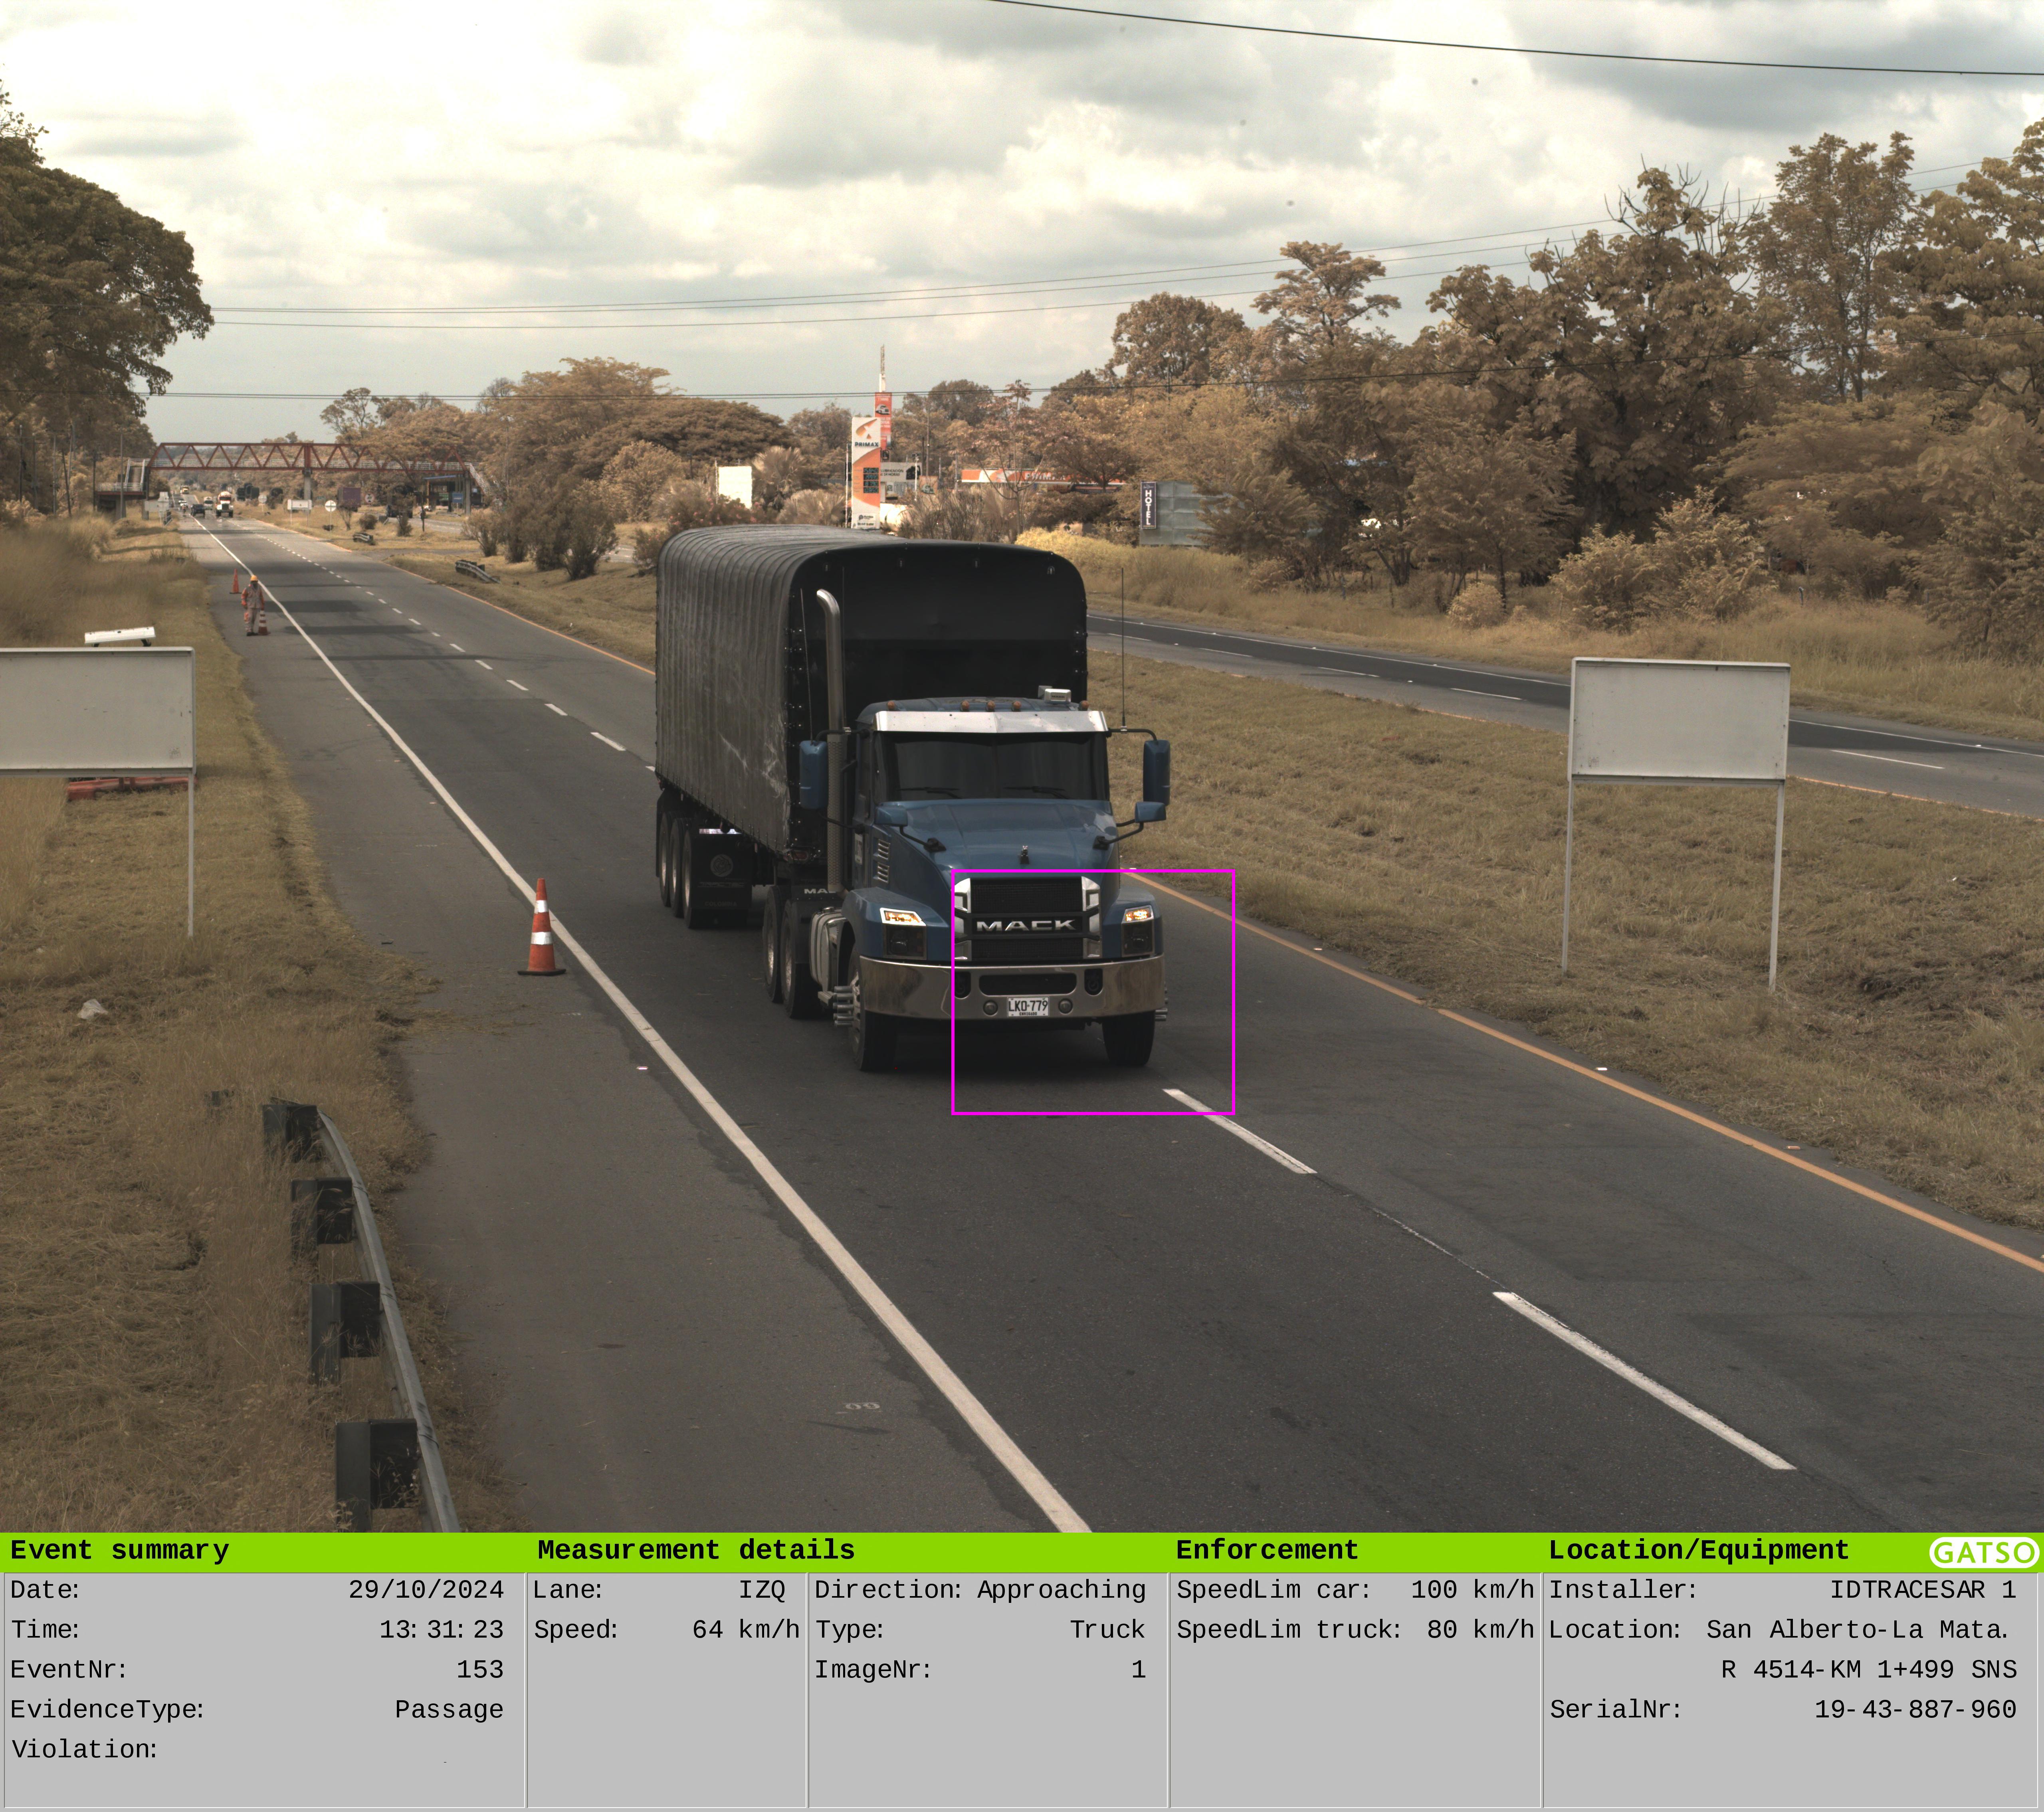 PRIMAX
HOTEL
MACK
LKO-779
Event summary
Date: 29/10/2024
Time: 13:31:23
EventNr: 153
EvidenceType: Passage
Violation:
Measurement details
Lane: IZQ
Speed: 64 km/h
Direction: Approaching
Type: Truck
ImageNr: 1
Enforcement
SpeedLim car: 100 km/h
SpeedLim truck: 80 km/h
Location/Equipment
GATSO
Installer: IDTRACESAR 1
Location: San Alberto-La Mata.
R 4514-KM 1+499 SNS
SerialNr: 19-43-887-960